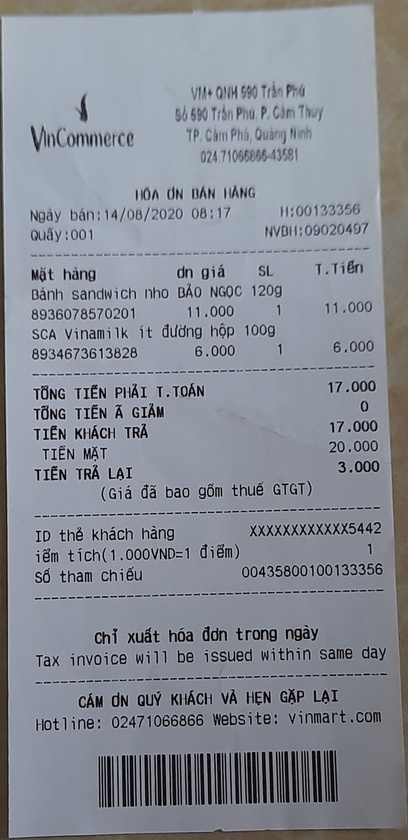 VinCommerce
VM+ QNH 590 Trần Phú
Số 590 Trần Phú, P. Cẩm Thủy
TP. Cẩm Phả, Quảng Ninh
024.71066866-43581
HÓA ƠN BÁN HÀNG
Ngày bán:14/08/2020 08:17 H:00133356
Quầy:001 NVBH:09020497
Mặt hàng ơn giá SL T.Tiền
Bánh sandwich nho BẢO NGỌC 120g
8936078570201 11.000 1 11.000
SCA Vinamilk ít đường hộp 100g
8934673613828 6.000 1 6.000
TỔNG TIỀN PHẢI T.TOÁN 17.000
TỔNG TIỀN Ã GIẢM 0
TIỀN KHÁCH TRẢ 17.000
TIỀN MẶT 20.000
TIỀN TRẢ LẠI 3.000
(Giá đã bao gồm thuế GTGT)
ID thẻ khách hàng XXXXXXXXXXXX5442
iểm tích(1.000VND=1 điểm) 1
Số tham chiếu 00435800100133356
Chỉ xuất hóa đơn trong ngày
Tax invoice will be issued within same day
CÁM ƠN QUÝ KHÁCH VÀ HẸN GẶP LẠI
Hotline: 02471066866 Website: vinmart.com